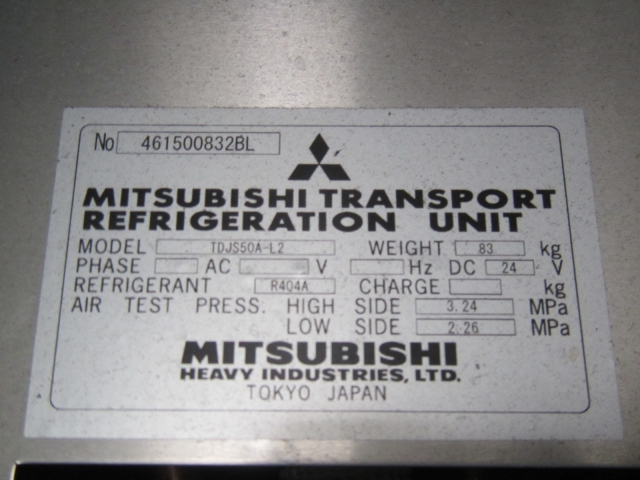 No 461500832BL
MITSUBISHI TRANSPORT
REFRIGERATION UNIT
MODEL TDJS50A-L2 WEIGHT 83 kg
PHASE AC V Hz DC 24 V
REFRIGERANT R404A CHARGE kg
AIR TEST PRESS. HIGH SIDE 3.24 MPa
LOW SIDE 2.26 MPa
MITSUBISHI
HEAVY INDUSTRIES, LTD.
TOKYO JAPAN